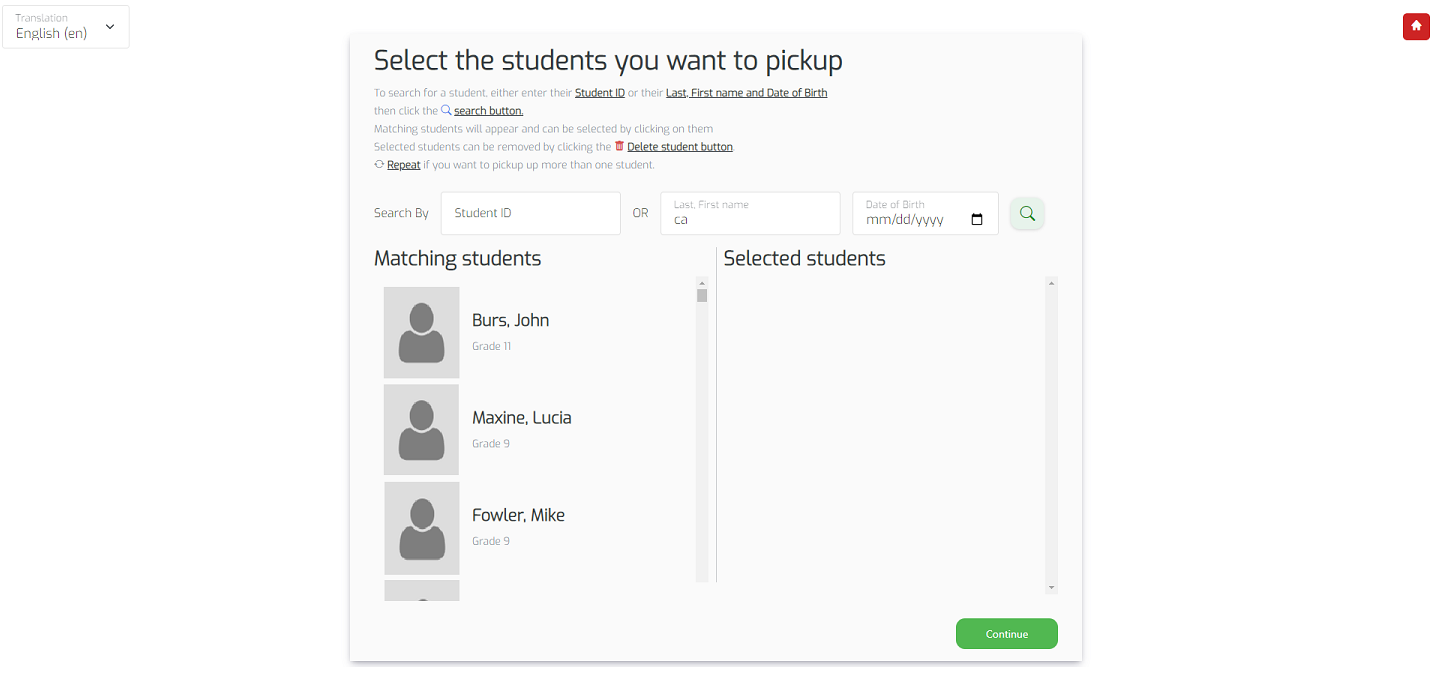 Translation
English (en)
Select the students you want to pickup
To search for a student, either enter their Student ID or their Last, First name and Date of Birth
then click the search button.
Matching students will appear and can be selected by clicking on them
Selected students can be removed by clicking the Delete student button.
Repeat if you want to pickup up more than one student.
Search By
Student ID
OR
Last, First name
ca
Date of Birth
mm/dd/yyyy
Matching students
Selected students
Burs, John
Grade 11
Maxine, Lucia
Grade 9
Fowler, Mike
Grade 9
Continue